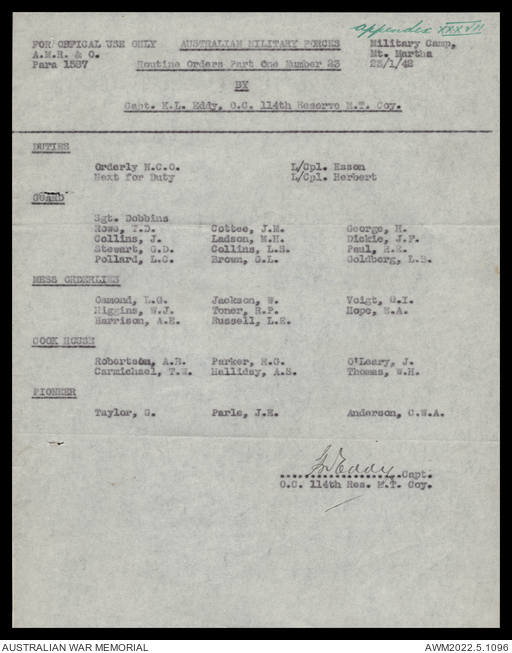 appendix XXXVII
FOR OFFICAL USE ONLY AUSTRALIAN MILITARY FORCES Military Camp,
A.M.R. & O. Mt. Martha
Para 1587 Routine Orders Part One Number 23 23/1/42
BY
Capt. K.L. Eddy, O.C. 114th Reserve M.T. Coy.
DUTIES
Orderly N.C.O. L/Cpl. Esson
Next for Duty L/Cpl. Herbert
GUARD
Sgt. Dobbins
Rowe, T.D. Cottee, J.M. George, H.
Collins, J. Ladson, M.H. Dickie, J.F.
Stewart, G.D. Collins, L.S. Paul, R.E.
Pollard, L.C. Brown, G.L. Goldberg, L.B.
MESS ORDERLIES
Osmond, L.G. Jackson, W. Voigt, G.I.
Higgins, W.J. Toner, R.P. Hope, N.A.
Harrison, A.E. Russell, L.E.
COOK HOUSE
Robertson, A.B. Parker, R.G. O'Leary, J.
Carmichael, T.W. Halliday, A.S. Thomas, W.H.
PIONEER
Taylor, G. Parls, J.E. Anderson, C.W.A.
Eddy Capt.
O.C. 114th Res. M.T. Coy.
AUSTRALIAN WAR MEMORIAL AWM2022.5.1096